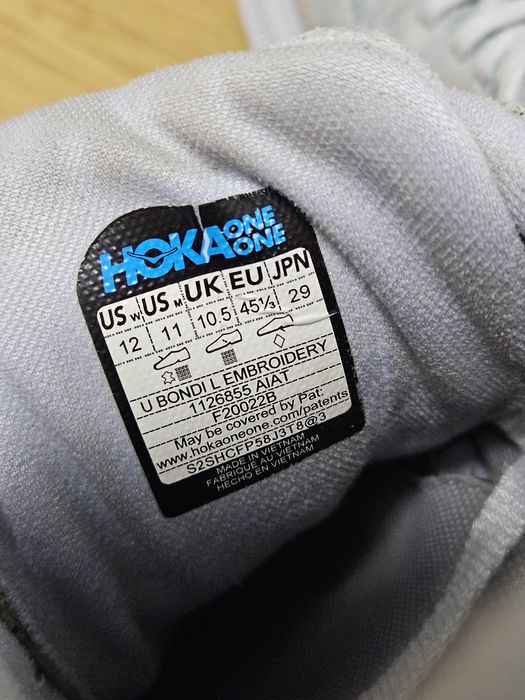 HOKA ONE ONE
US W US M UK EU JPN
12 11 10.5 45⅓ 29
U BONDI L EMBROIDERY
1126855 AIAT
F20022B
May be covered by Pat:
www.hokaoneone.com/patents
S2SHCFP58J3T8@3
MADE IN VIETNAM
FABRIQUÉ AU VIETNAM
HECHO EN VIETNAM